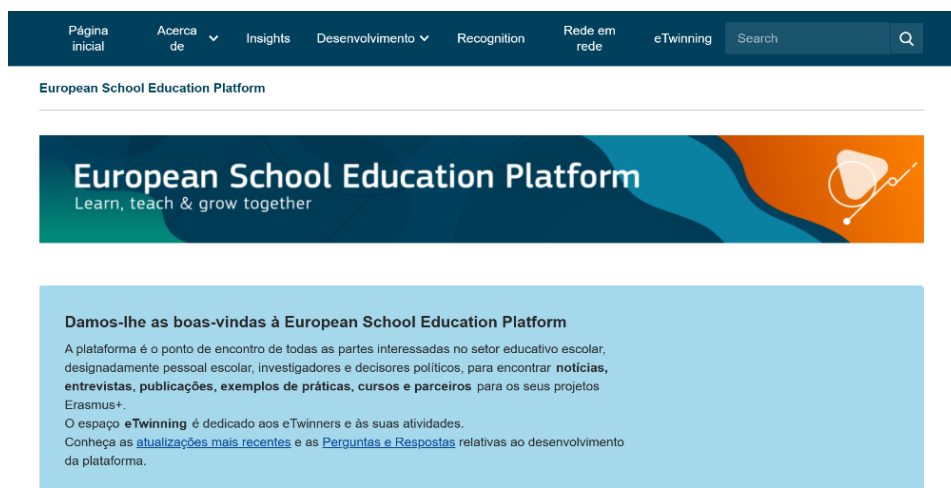 Página inicial
Acerca de
Insights
Desenvolvimento
Recognition
Rede em rede
eTwinning
Search
European School Education Platform
European School Education Platform
Learn, teach & grow together
Damos-lhe as boas-vindas à European School Education Platform
A plataforma é o ponto de encontro de todas as partes interessadas no setor educativo escolar,
designadamente pessoal escolar, investigadores e decisores políticos, para encontrar notícias,
entrevistas, publicações, exemplos de práticas, cursos e parceiros para os seus projetos
Erasmus+.
O espaço eTwinning é dedicado aos eTwinners e às suas atividades.
Conheça as atualizações mais recentes e as Perguntas e Respostas relativas ao desenvolvimento
da plataforma.